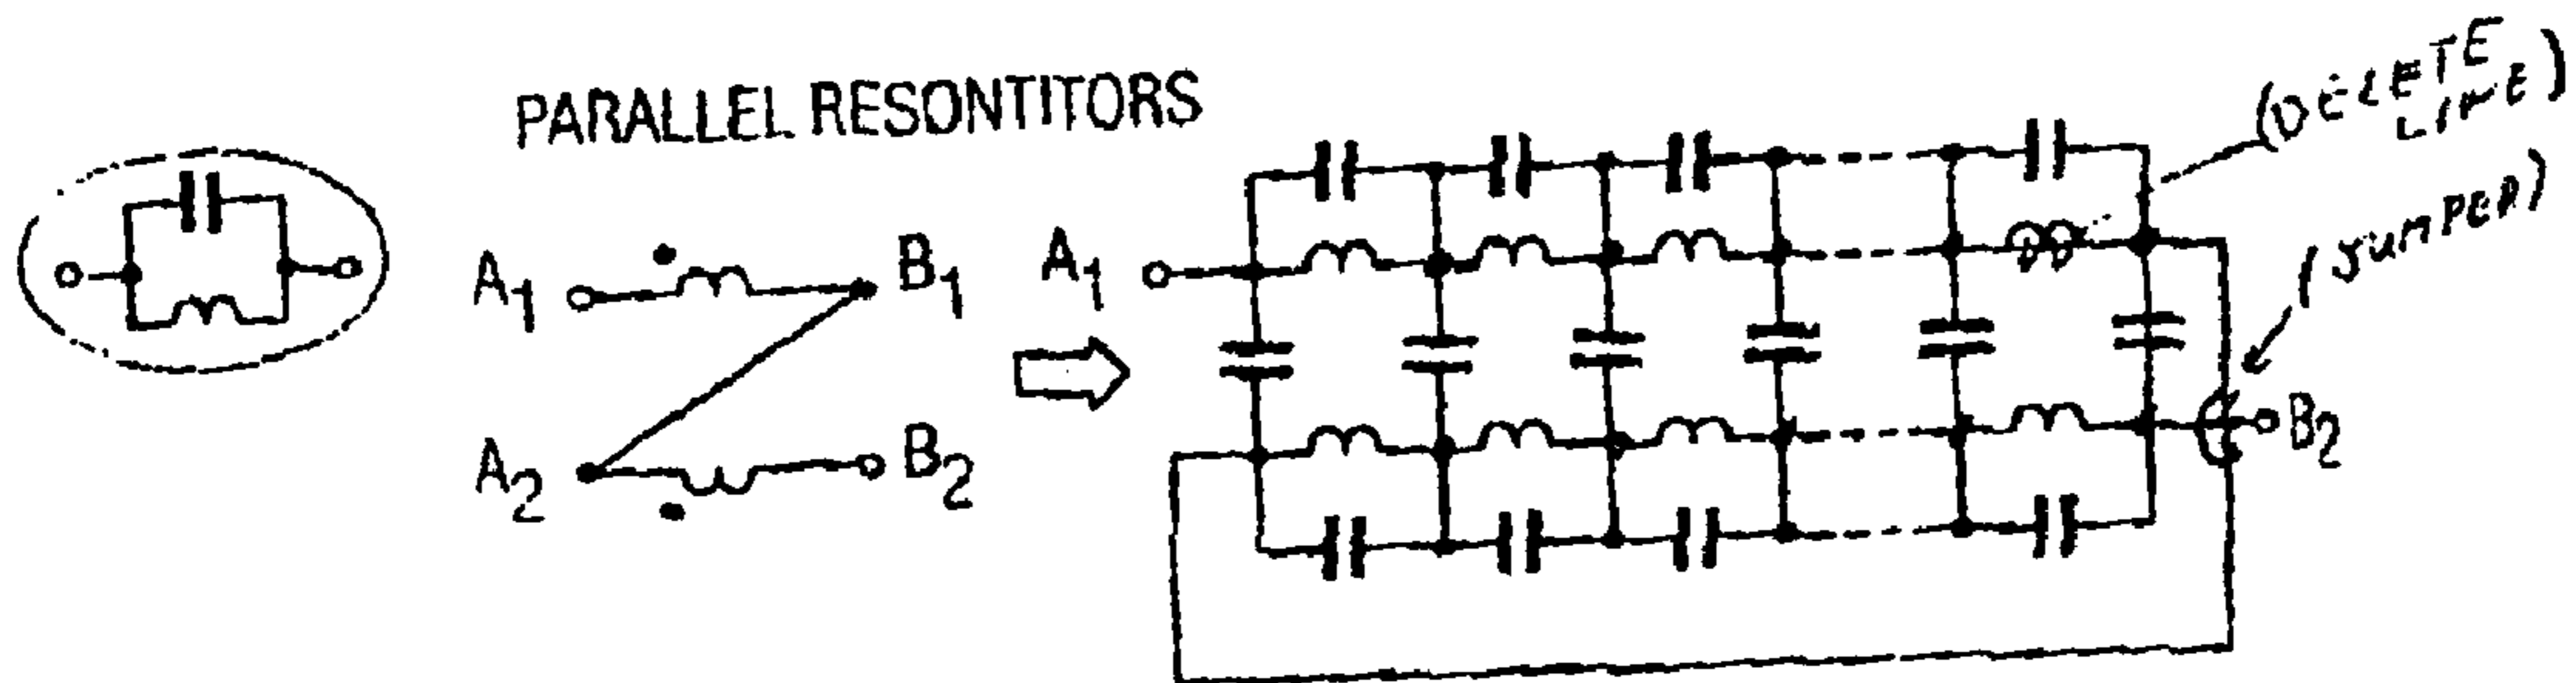 PARALLEL RESONTITORS
(DELETE
LINE)
(JUMPER)
A1
B1
A2
B2
A1
B2